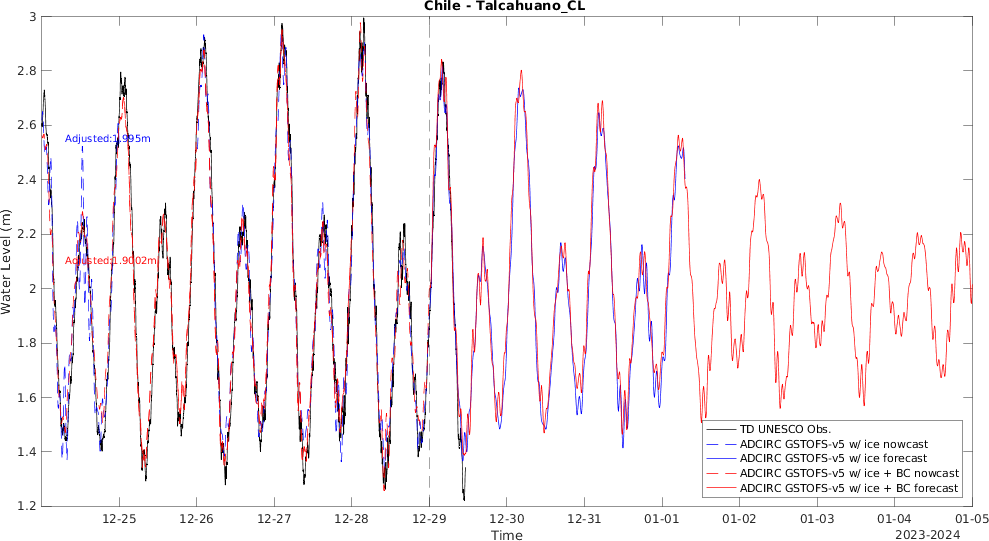 Chile - Talcahuano_CL
Water Level (m)
3
2.8
2.6
2.4
2.2
2
1.8
1.6
1.4
1.2
Adjusted:1.995m
Adjusted:1.9002m
TD UNESCO Obs.
ADCIRC GSTOFS-v5 w/ ice nowcast
ADCIRC GSTOFS-v5 w/ ice forecast
ADCIRC GSTOFS-v5 w/ ice + BC nowcast
ADCIRC GSTOFS-v5 w/ ice + BC forecast
12-25 12-26 12-27 12-28 12-29 12-30 12-31 01-01 01-02 01-03 01-04 01-05
Time
2023-2024